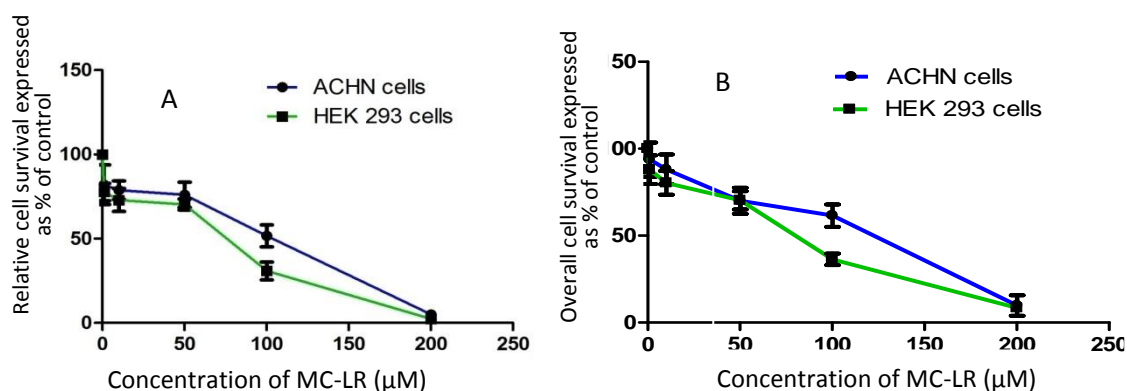 Relative cell survival expressed
as % of control
150
100
50
0
A
ACHN cells
HEK 293 cells
0 50 100 150 200 250
Concentration of MC-LR (µM)
Overall cell survival expressed
as % of control
50
00
50
0
B
ACHN cells
HEK 293 cells
0 50 100 150 200 250
Concentration of MC-LR (µM)